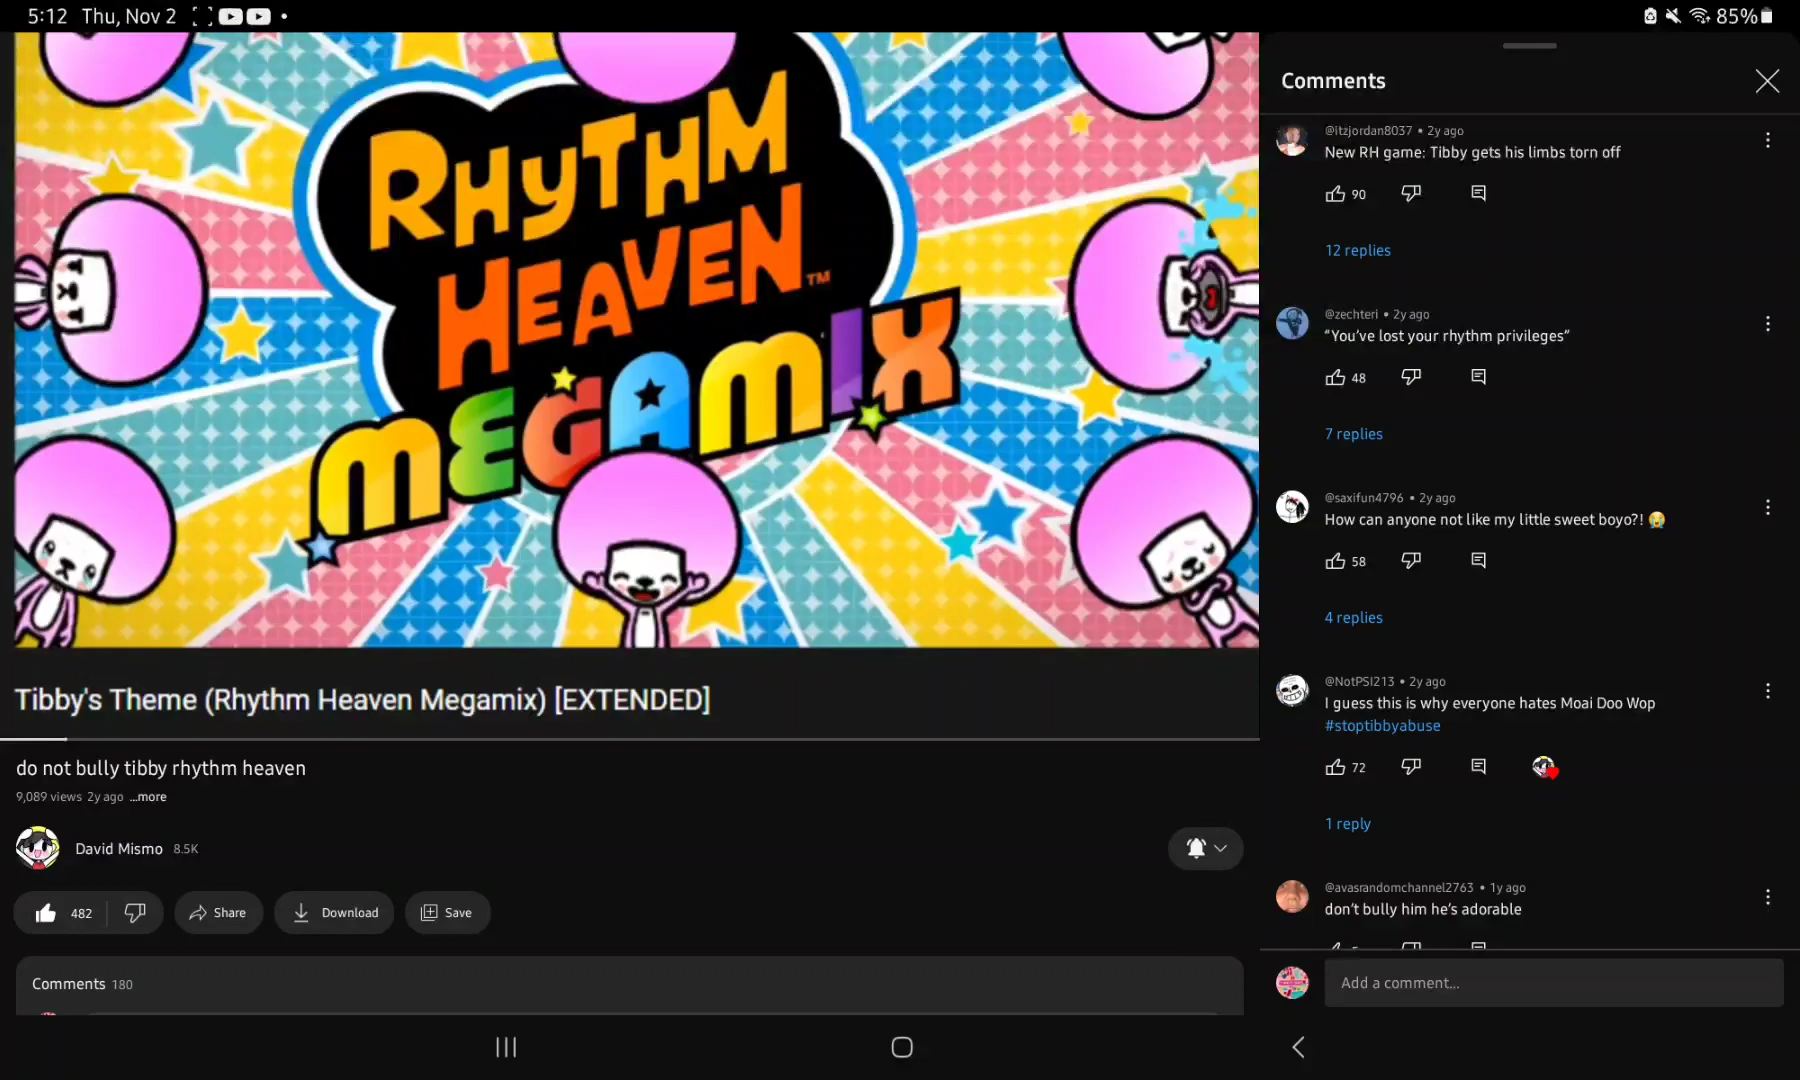 5:12 Thu, Nov 2
85%
RHYTHM
HEAVEN™
MEGAMIX
Tibby's Theme (Rhythm Heaven Megamix) [EXTENDED]
do not bully tibby rhythm heaven
9,089 views 2y ago ...more
David Mismo 8.5K
482
Share
Download
Save
Comments 180
Comments
@itzjordan8037 • 2y ago
New RH game: Tibby gets his limbs torn off
90
12 replies
@zechteri • 2y ago
“You’ve lost your rhythm privileges”
48
7 replies
@saxifun4796 • 2y ago
How can anyone not like my little sweet boyo?! 😭
58
4 replies
@NotPSI213 • 2y ago
I guess this is why everyone hates Moai Doo Wop
#stoptibbyabuse
72
1 reply
@avasrandomchannel2763 • 1y ago
don’t bully him he’s adorable
Add a comment...